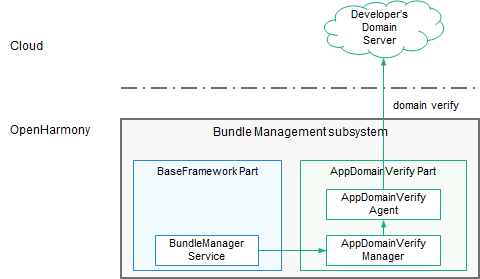 Developer's
Domain
Server
Cloud
domain verify
OpenHarmony
Bundle Management subsystem
BaseFramework Part
AppDomainVerify Part
AppDomainVerify
Agent
BundleManager
Service
AppDomainVerify
Manager